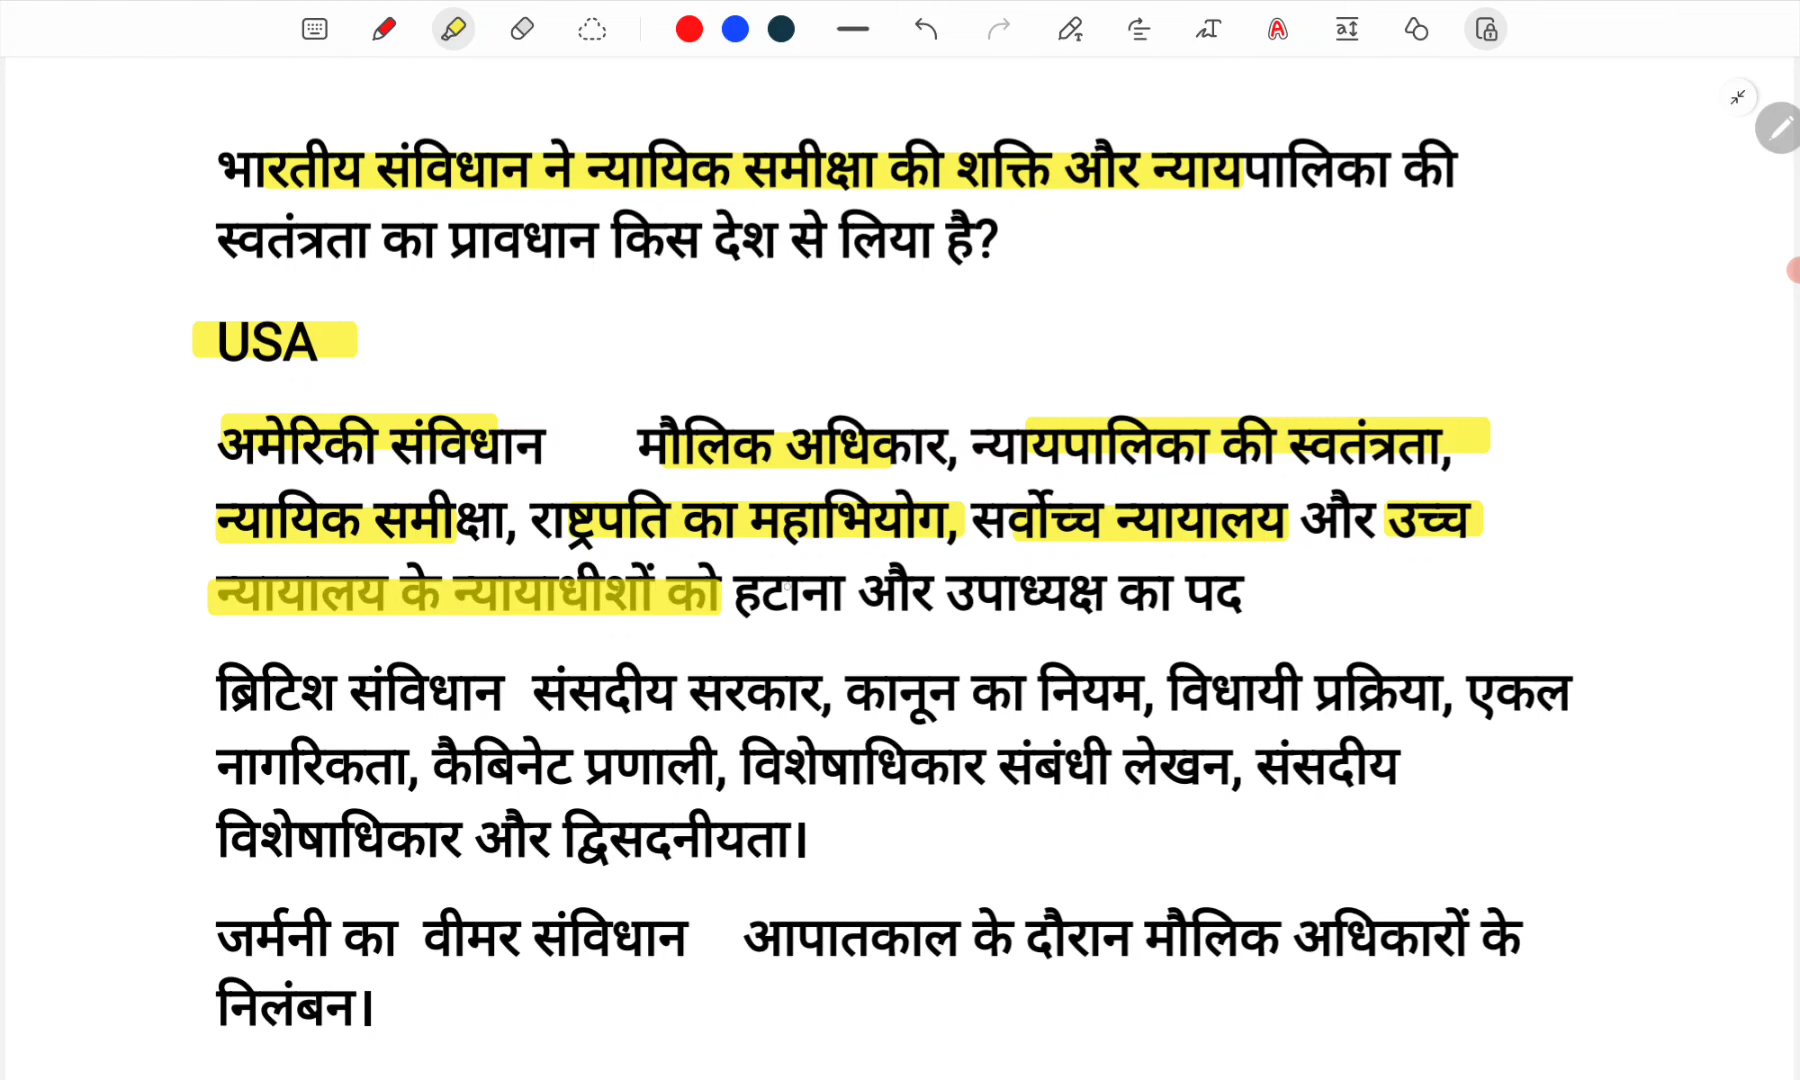 भारतीय संविधान ने न्यायिक समीक्षा की शक्ति और न्यायपालिका की
स्वतंत्रता का प्रावधान किस देश से लिया है?
USA
अमेरिकी संविधान मौलिक अधिकार, न्यायपालिका की स्वतंत्रता,
न्यायिक समीक्षा, राष्ट्रपति का महाभियोग, सर्वोच्च न्यायालय और उच्च
न्यायालय के न्यायाधीशों को हटाना और उपाध्यक्ष का पद
ब्रिटिश संविधान संसदीय सरकार, कानून का नियम, विधायी प्रक्रिया, एकल
नागरिकता, कैबिनेट प्रणाली, विशेषाधिकार संबंधी लेखन, संसदीय
विशेषाधिकार और द्विसदनीयता।
जर्मनी का वीमर संविधान आपातकाल के दौरान मौलिक अधिकारों के
निलंबन।